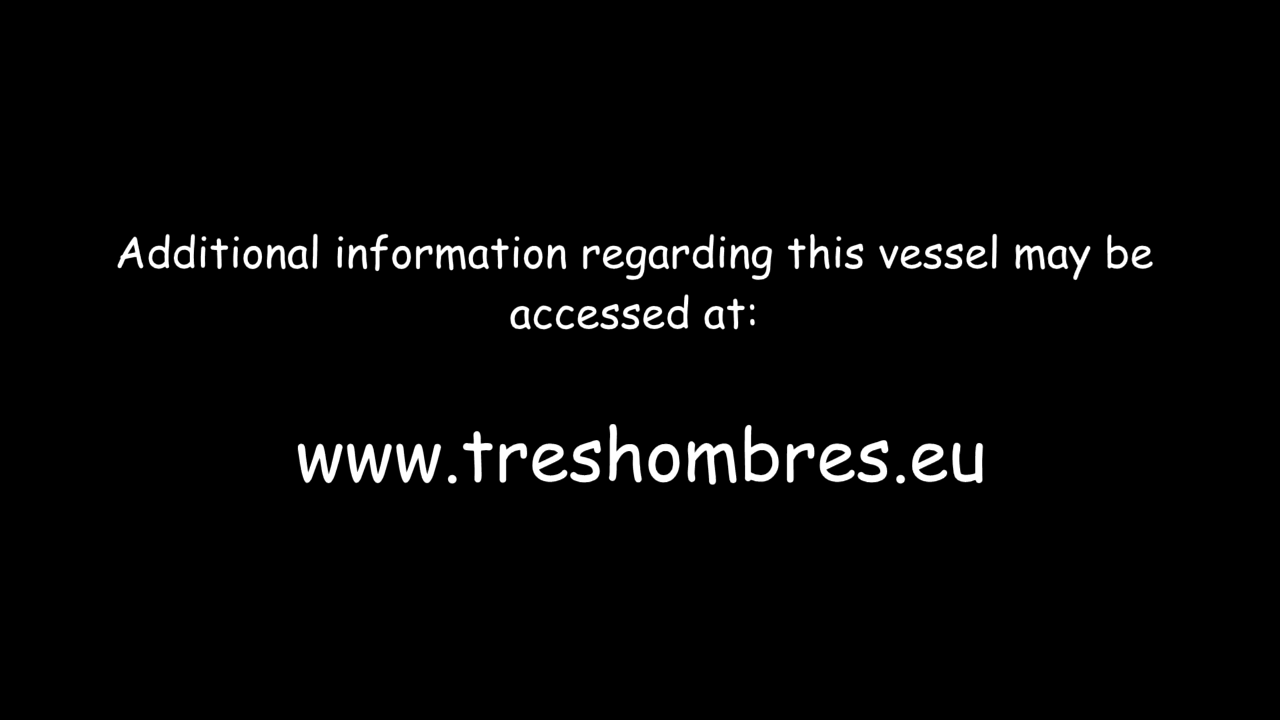 Additional information regarding this vessel may be
accessed at:
www.treshombres.eu